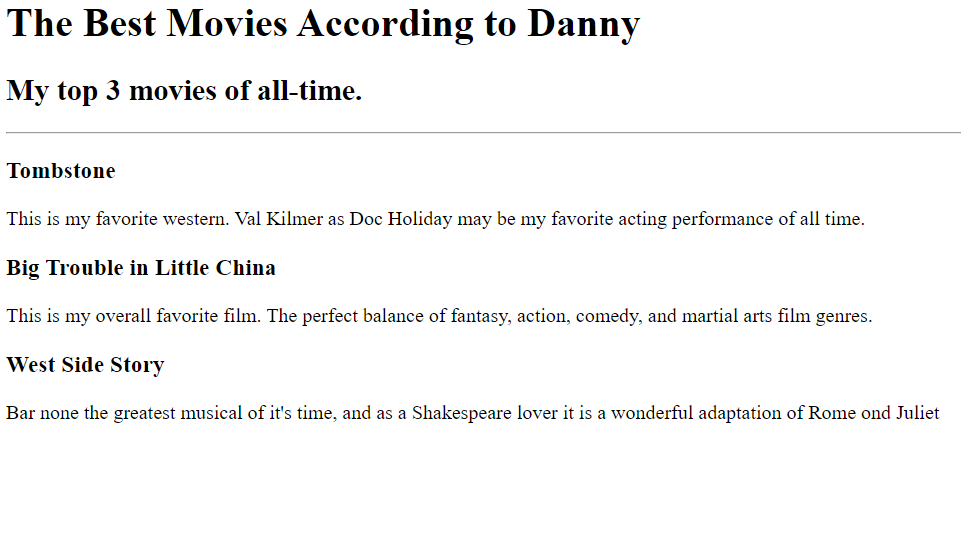 The Best Movies According to Danny
My top 3 movies of all-time.
Tombstone
This is my favorite western. Val Kilmer as Doc Holiday may be my favorite acting performance of all time.
Big Trouble in Little China
This is my overall favorite film. The perfect balance of fantasy, action, comedy, and martial arts film genres.
West Side Story
Bar none the greatest musical of it's time, and as a Shakespeare lover it is a wonderful adaptation of Rome ond Juliet